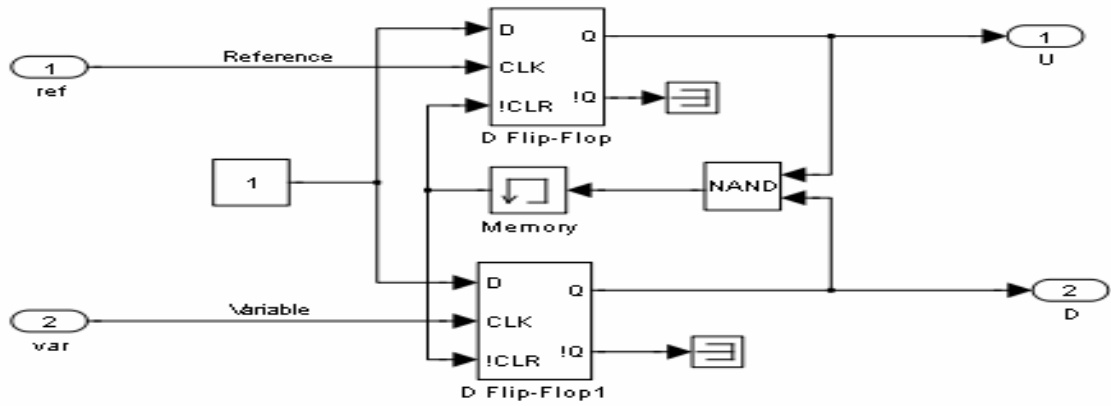 1
ref
Reference
D
CLK
!CLR
Q
!Q
D Flip-Flop
1
U
1
NAND
Memory
2
var
Variable
D
CLK
!CLR
Q
!Q
D Flip-Flop1
2
D